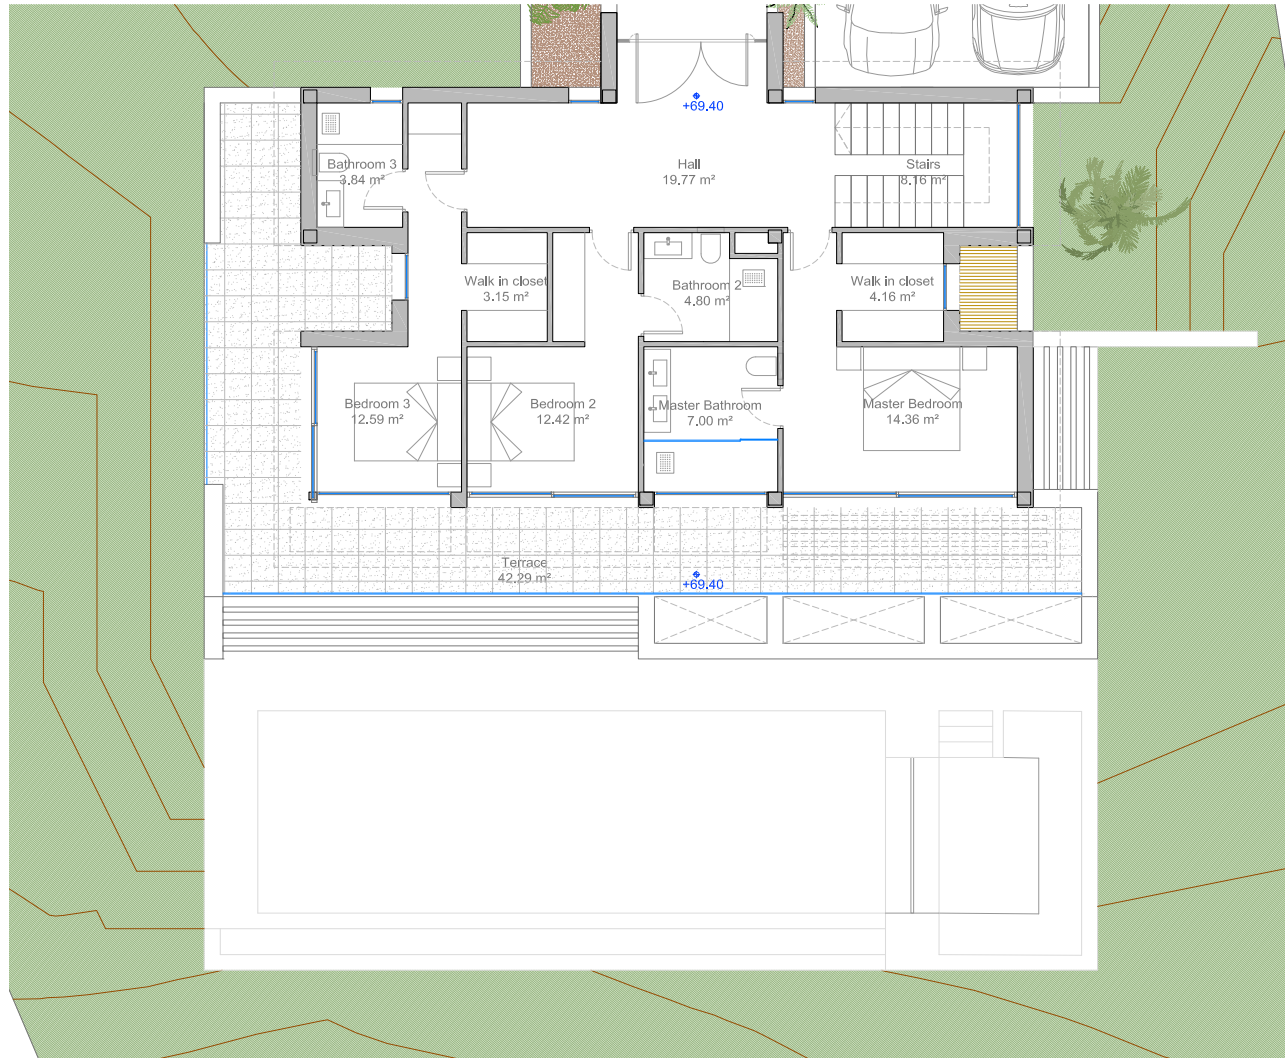 +69.40
Bathroom 3
3.84 m²
Hall
19.77 m²
Stairs
8.16 m²
Walk in closet
3.15 m²
Bathroom 2
4.80 m²
Walk in closet
4.16 m²
Bedroom 3
12.59 m²
Bedroom 2
12.42 m²
Master Bathroom
7.00 m²
Master Bedroom
14.36 m²
Terrace
42.29 m²
+69.40